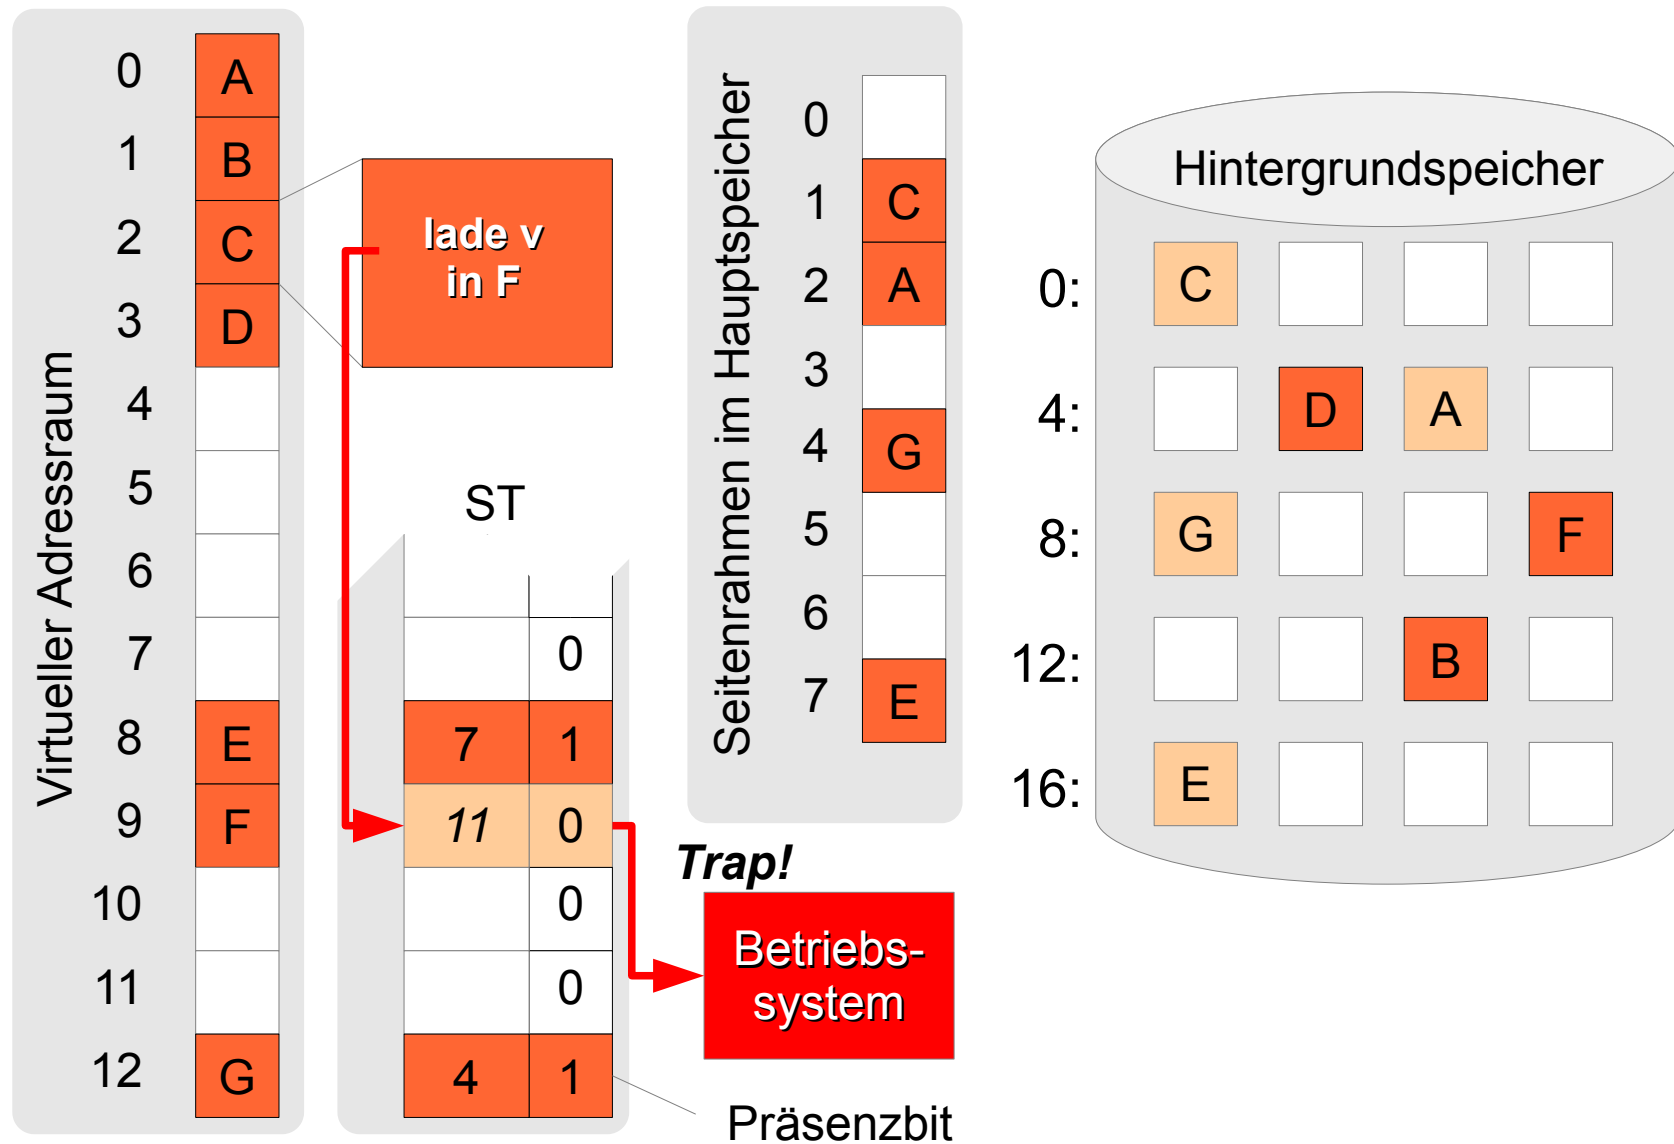 Virtueller Adressraum
0 A
1 B
2 C
3 D
4
5
6
7
8 E
9 F
10
11
12 G
lade v
in F
ST
0
7 1
11 0
0
0
4 1
Präsenzbit
Trap!
Betriebs-
system
Seitenrahmen im Hauptspeicher
0
1 C
2 A
3
4 G
5
6
7 E
Hintergrundspeicher
0: C
4: D A
8: G F
12: B
16: E